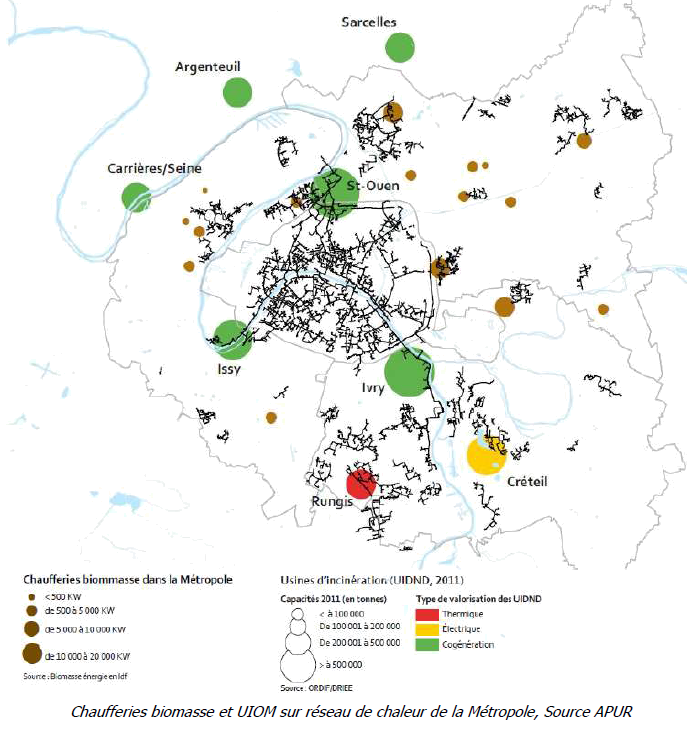 Sarcelles
Argenteuil
Carrières/Seine
St-Ouen
Issy
Ivry
Créteil
Rungis
Chaufferies biommasse dans la Métropole
<500 KW
de 500 à 5 000 KW
de 5 000 à 10 000 KW
de 10 000 à 20 000 KW
Source : Biomasse énergie en Idf
Usines d'incinération (UIDND, 2011)
Capacités 2011 (en tonnes)
< à 100 000
De 100 001 à 200 000
De 200 001 à 500 000
> à 500 000
Source : ORDIF/DRIEE
Type de valorisation des UIDND
Thermique
Électrique
Cogénération
Chaufferies biomasse et UIOM sur réseau de chaleur de la Métropole, Source APUR